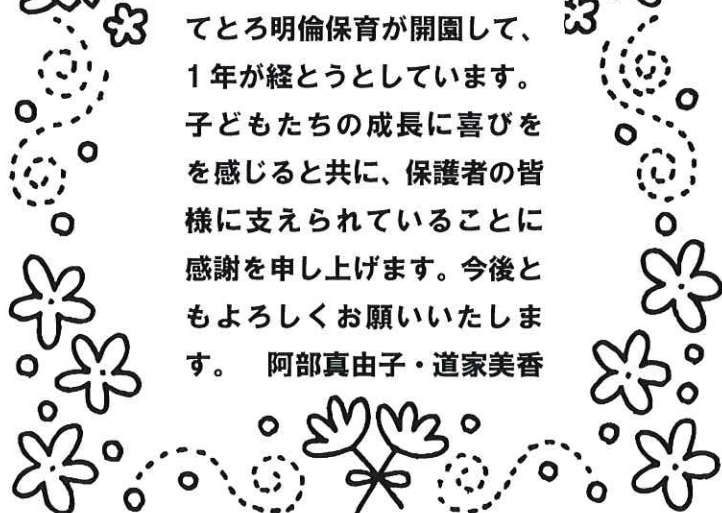 てとろ明倫保育が開園して、
1年が経とうとしています。
子どもたちの成長に喜びを
を感じると共に、保護者の皆
様に支えられていることに
感謝を申し上げます。今後と
もよろしくお願いいたしま
す。　阿部真由子・道家美香